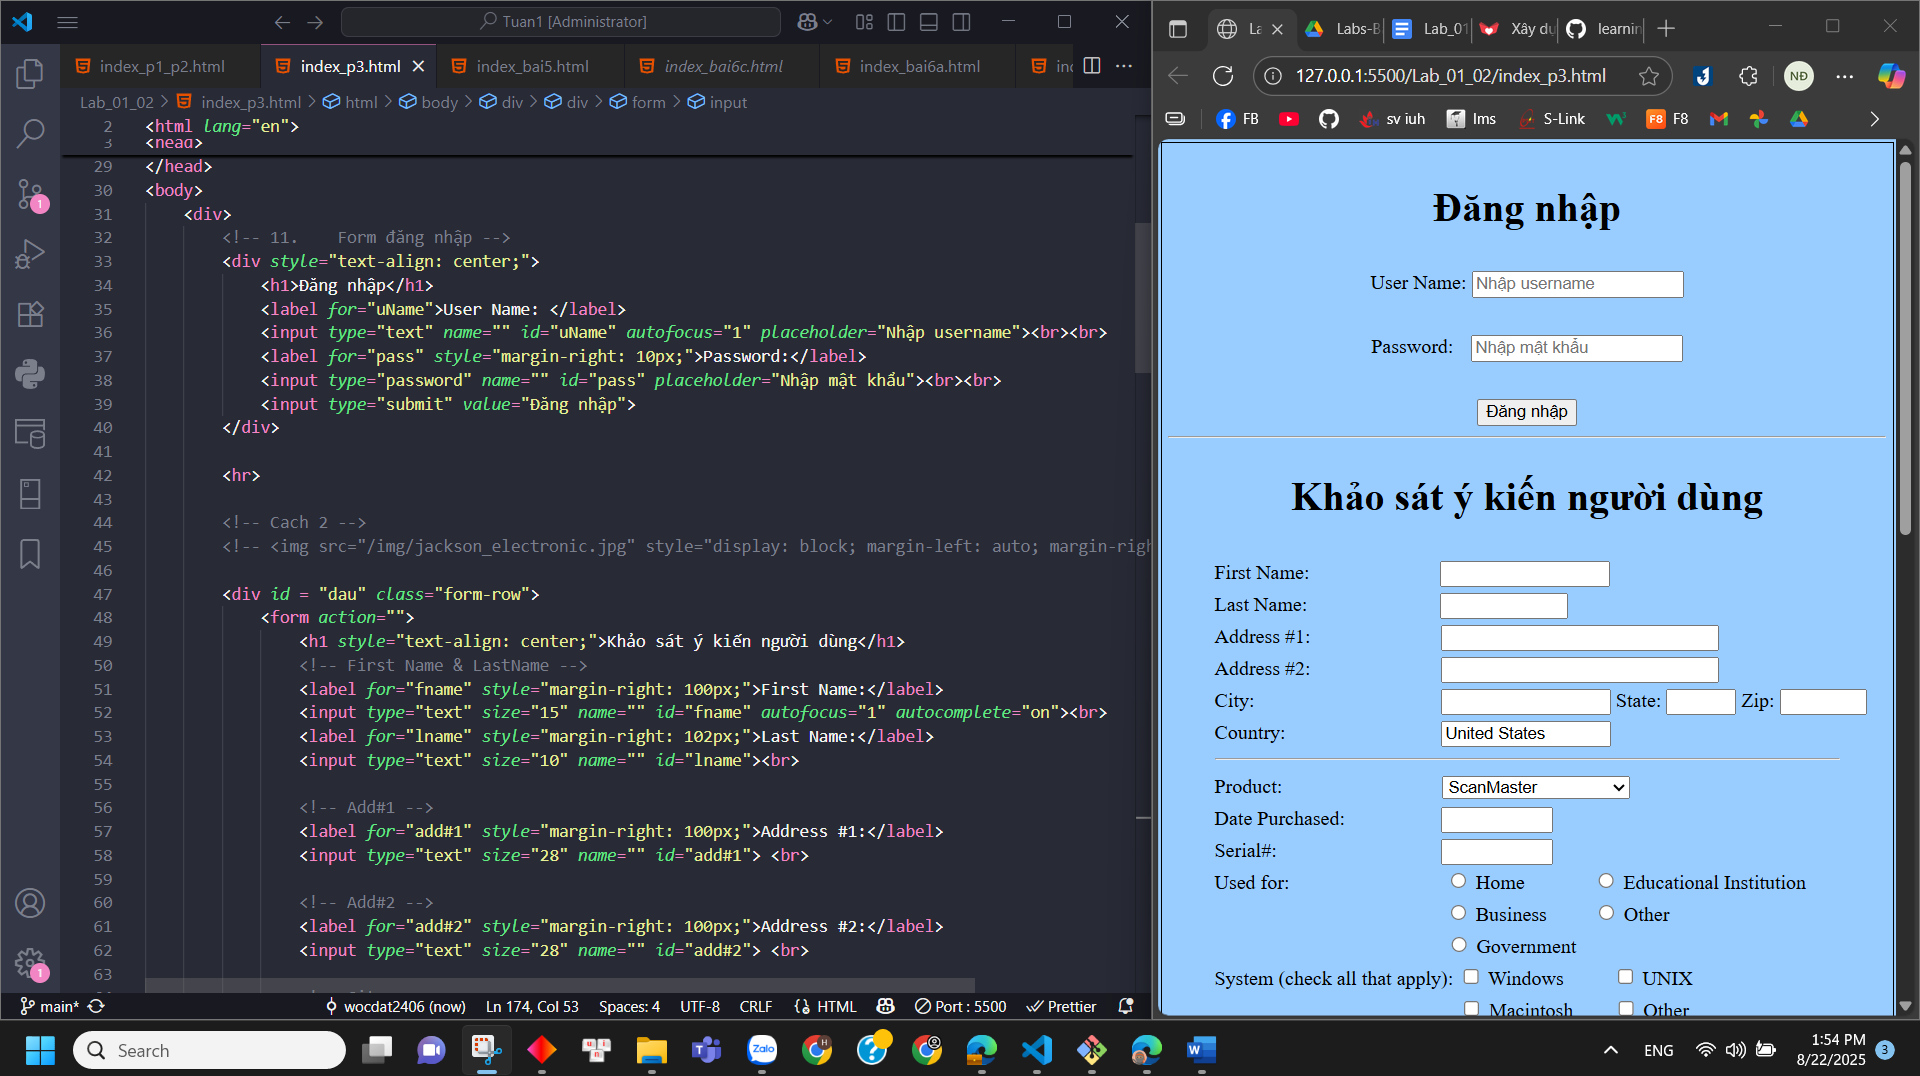 Tuan1 [Administrator]
index_p1_p2.html
index_p3.html
index_bai5.html
index_bai6c.html
index_bai6a.html
Lab_01_02 > index_p3.html > html > body > div > div > form > input
2 <html lang="en">
3 <head>
29 </head>
30 <body>
31 <div>
32 <!-- 11. Form đăng nhập -->
33 <div style="text-align: center;">
34 <h1>Đăng nhập</h1>
35 <label for="uName">User Name: </label>
36 <input type="text" name="" id="uName" autofocus="1" placeholder="Nhập username"><br><br>
37 <label for="pass" style="margin-right: 10px;">Password:</label>
38 <input type="password" name="" id="pass" placeholder="Nhập mật khẩu"><br><br>
39 <input type="submit" value="Đăng nhập">
40 </div>
41
42 <hr>
43
44 <!-- Cach 2 -->
45 <!-- <img src="/img/jackson_electronic.jpg" style="display: block; margin-left: auto; margin-righ
46
47 <div id = "dau" class="form-row">
48 <form action="">
49 <h1 style="text-align: center;">Khảo sát ý kiến người dùng</h1>
50 <!-- First Name & LastName -->
51 <label for="fname" style="margin-right: 100px;">First Name:</label>
52 <input type="text" size="15" name="" id="fname" autofocus="1" autocomplete="on"><br>
53 <label for="lname" style="margin-right: 102px;">Last Name:</label>
54 <input type="text" size="10" name="" id="lname"><br>
55
56 <!-- Add#1 -->
57 <label for="add#1" style="margin-right: 100px;">Address #1:</label>
58 <input type="text" size="28" name="" id="add#1"> <br>
59
60 <!-- Add#2 -->
61 <label for="add#2" style="margin-right: 100px;">Address #2:</label>
62 <input type="text" size="28" name="" id="add#2"> <br>
63
1
1
main*
wocdat2406 (now)
Ln 174, Col 53
Spaces: 4
UTF-8
CRLF
HTML
Port : 5500
Prettier
La
Labs-B
Lab_01
Xây dụ
learnin
127.0.0.1:5500/Lab_01_02/index_p3.html
NĐ
FB
sv iuh
lms
S-Link
F8 F8
Đăng nhập
User Name: Nhập username
Password: Nhập mật khẩu
Đăng nhập
Khảo sát ý kiến người dùng
First Name:
Last Name:
Address #1:
Address #2:
City: State: Zip:
Country: United States
Product: ScanMaster
Date Purchased:
Serial#:
Used for: Home Educational Institution
Business Other
Government
System (check all that apply): Windows UNIX
Macintosh Other
Search
Zalo
ENG
1:54 PM
8/22/2025
3